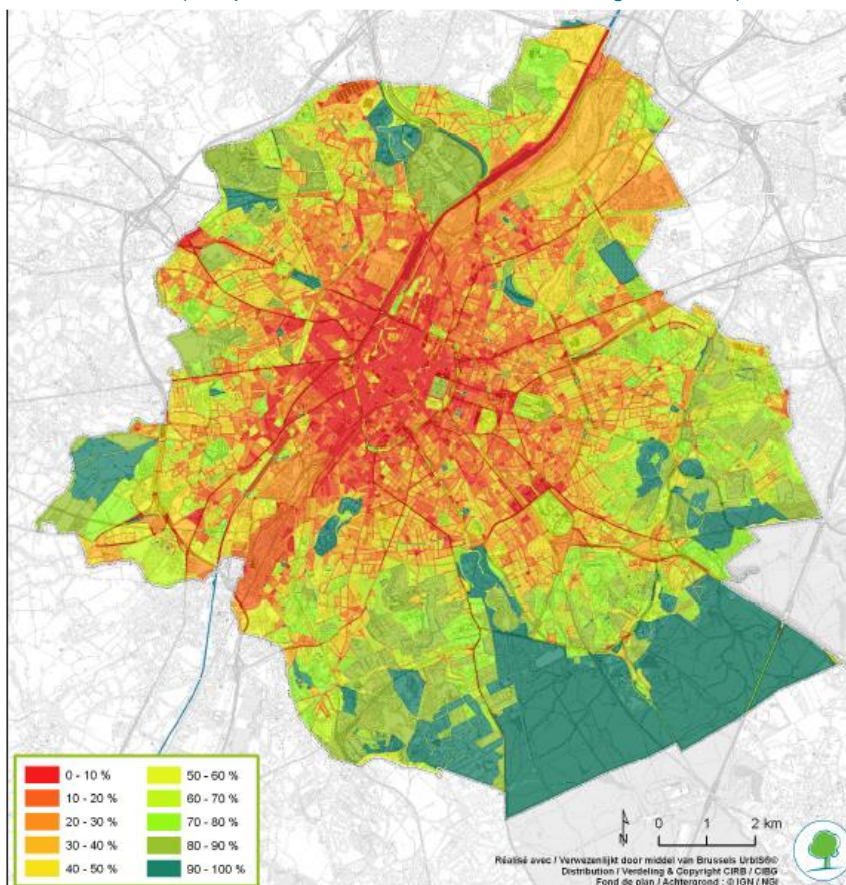 0 - 10 %
10 - 20 %
20 - 30 %
30 - 40 %
40 - 50 %
50 - 60 %
60 - 70 %
70 - 80 %
80 - 90 %
90 - 100 %
N
0 1 2 km
Réalisé avec / Verwezenlijkt door middel van Brussels UrbIS®©
Distribution / Verdeling & Copyright CIRB / CIBG
Fond de plan / Achtergrond : © IGN / NGI